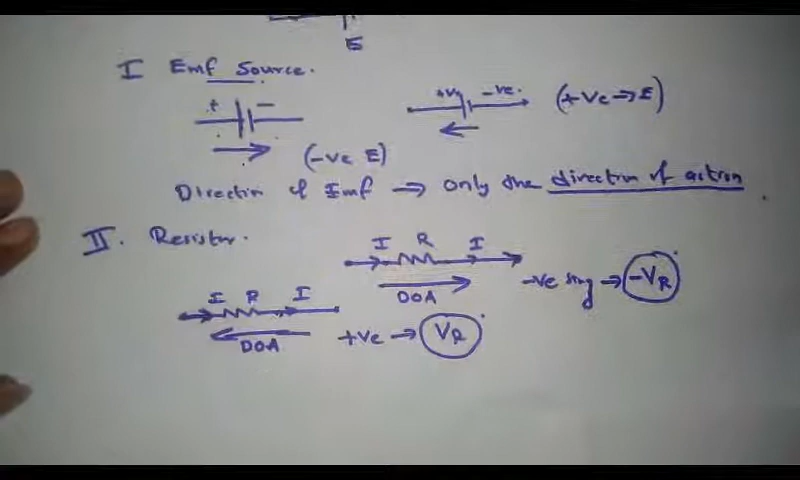 E
I Emf Source.
+ - +ve -ve. (+ve → E)
(-ve E)
Direction of Emf → only the direction of action.
II. Resistor.
I R I
DOA -ve sing → -VR
I R I
DOA +ve → VR